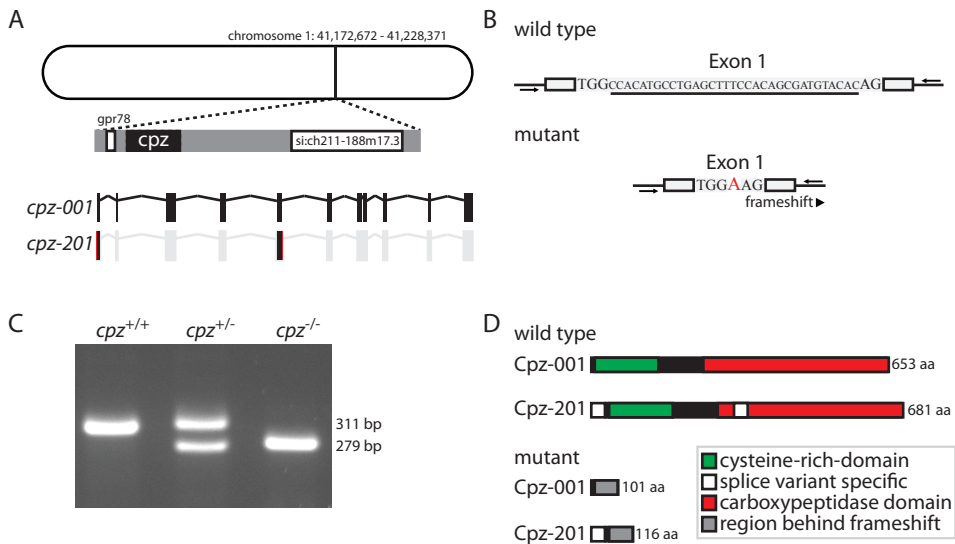 A
chromosome 1: 41,172,672 - 41,228,371
gpr78
cpz
si:ch211-188m17.3
cpz-001
cpz-201
B
wild type
Exon 1
TGGCCACATGCCTGAGCTTTCCACAGCGATGTACACAG
mutant
Exon 1
TGGAAG
frameshift
C
cpz+/+ cpz+/- cpz-/-
311 bp
279 bp
D
wild type
Cpz-001 653 aa
Cpz-201 681 aa
mutant
Cpz-001 101 aa
Cpz-201 116 aa
cysteine-rich-domain
splice variant specific
carboxypeptidase domain
region behind frameshift